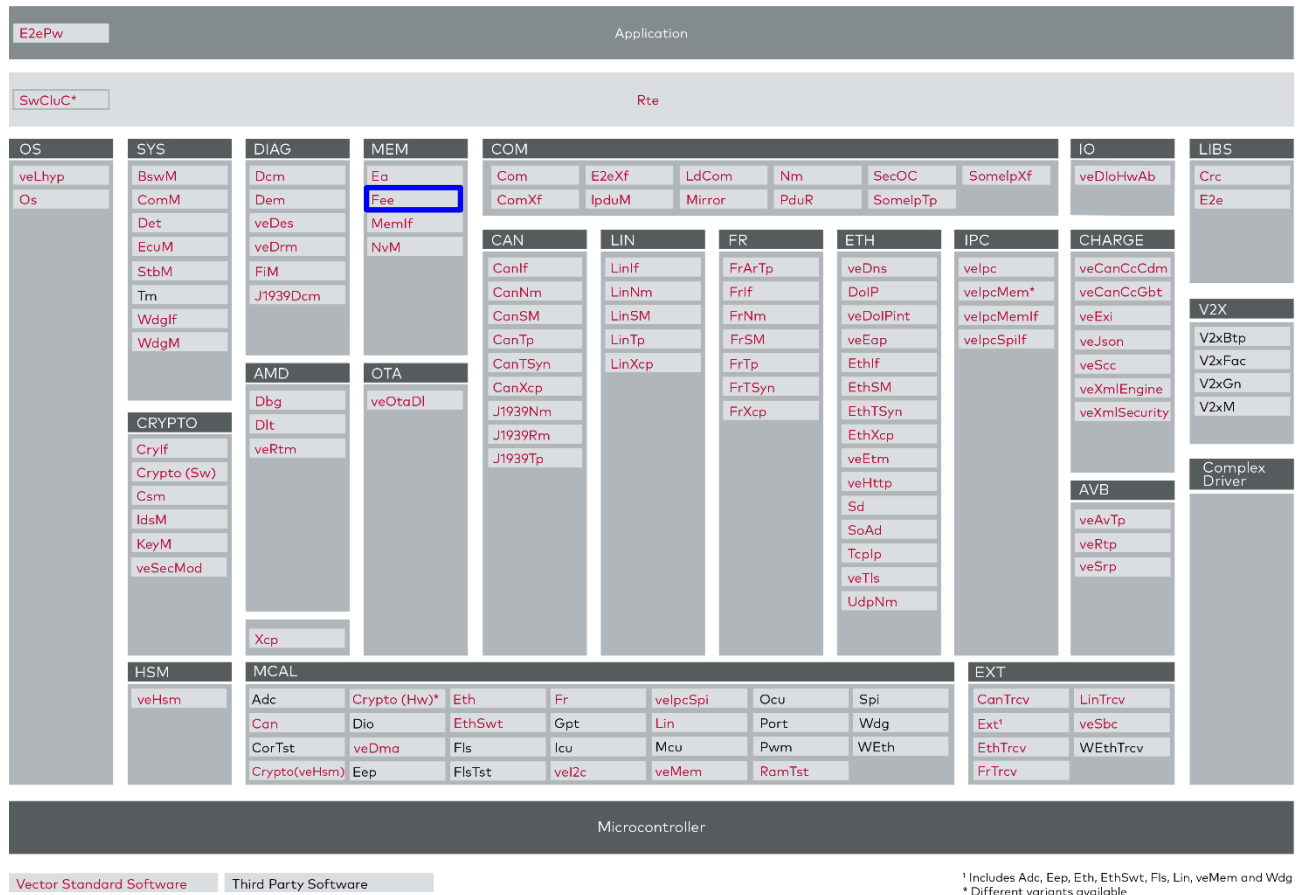 E2ePw
Application
SwCluC*
Rte
OS
veLhyp
Os
SYS
BswM
ComM
Det
EcuM
StbM
Tm
WdgIf
WdgM
CRYPTO
CryIf
Crypto (Sw)
Csm
IdsM
KeyM
veSecMod
HSM
veHsm
DIAG
Dcm
Dem
veDes
veDrm
FiM
J1939Dcm
AMD
Dbg
Dlt
veRtm
Xcp
MEM
Ea
Fee
MemIf
NvM
OTA
veOtaDl
COM
Com E2eXf LdCom Nm SecOC SomeIpXf
ComXf IpduM Mirror PduR SomeIpTp
CAN
CanIf
CanNm
CanSM
CanTp
CanTSyn
CanXcp
J1939Nm
J1939Rm
J1939Tp
LIN
LinIf
LinNm
LinSM
LinTp
LinXcp
FR
FrArTp
FrIf
FrNm
FrSM
FrTp
FrTSyn
FrXcp
ETH
veDns
DoIP
veDoIPint
veEap
EthIf
EthSM
EthTSyn
EthXcp
veEtm
veHttp
Sd
SoAd
TcpIp
veTls
UdpNm
IPC
veIpc
veIpcMem*
veIpcMemIf
veIpcSpiIf
IO
veDIoHwAb
CHARGE
veCanCcCdm
veCanCcGbt
veExi
veJson
veScc
veXmlEngine
veXmlSecurity
AVB
veAvTp
veRtp
veSrp
LIBS
Crc
E2e
V2X
V2xBtp
V2xFac
V2xGn
V2xM
Complex
Driver
MCAL
Adc Crypto (Hw)* Eth Fr veIpcSpi Ocu Spi
Can Dio EthSwt Gpt Lin Port Wdg
CorTst veDma Fls Icu Mcu Pwm WEth
Crypto(veHsm) Eep FlsTst veI2c veMem RamTst
EXT
CanTrcv LinTrcv
Ext¹ veSbc
EthTrcv WEthTrcv
FrTrcv
Microcontroller
Vector Standard Software Third Party Software
¹ Includes Adc, Eep, Eth, EthSwt, Fls, Lin, veMem and Wdg
* Different variants available